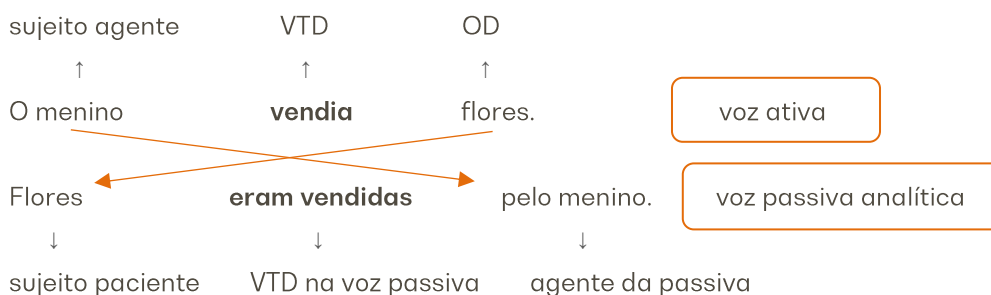 sujeito agente VTD OD
↑ ↑ ↑
O menino vendia flores. voz ativa
Flores eram vendidas pelo menino. voz passiva analítica
↓ ↓ ↓
sujeito paciente VTD na voz passiva agente da passiva